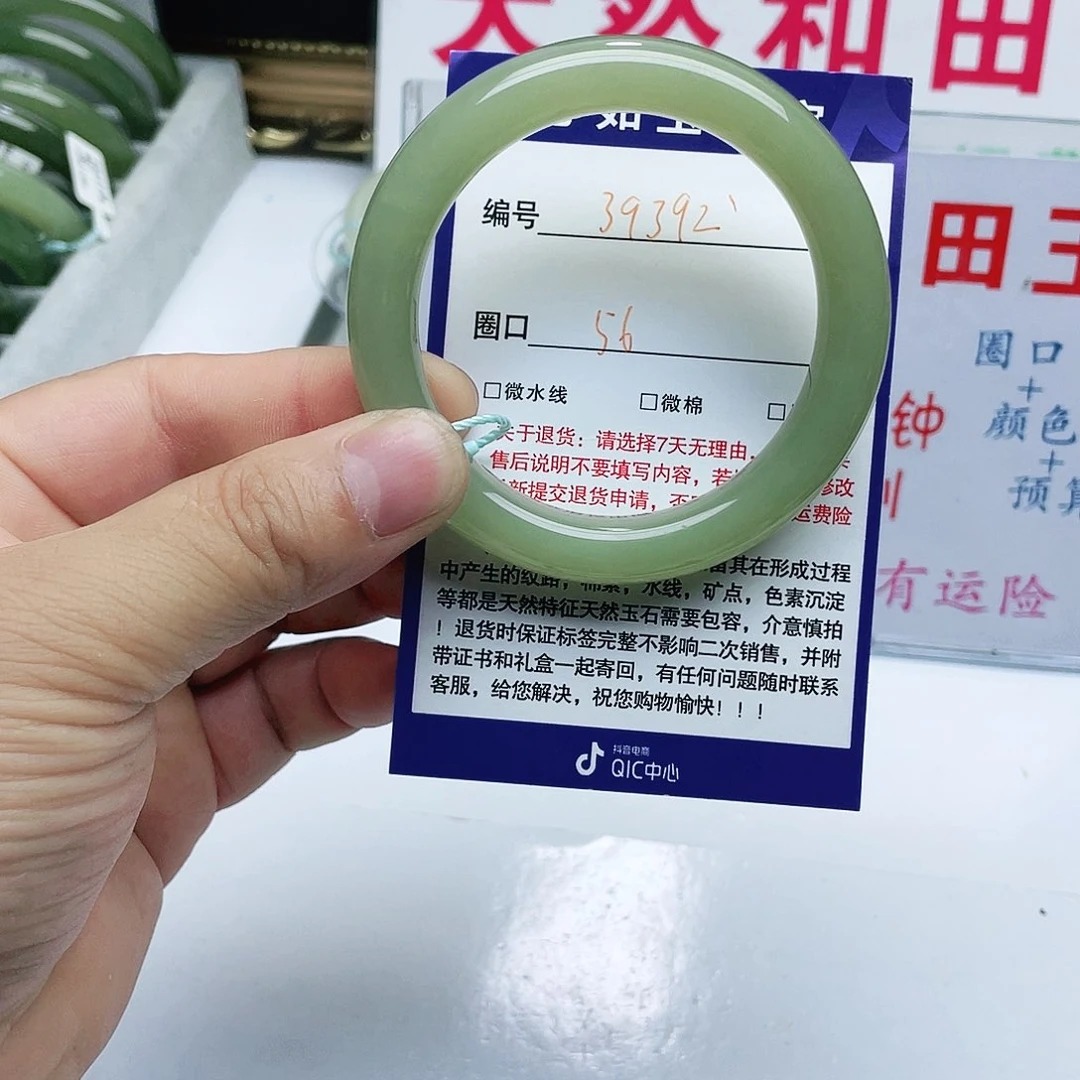 天然和田
如玉
编号 39392
圈口 56
□微水线 □微棉 □
关于退货：请选择7天无理由，
售后说明不要填写内容，若
新提交退货申请，
修改
运费险
其在形成过程
中产生的纹路，棉絮，水线，矿点，色素沉淀
等都是天然特征天然玉石需要包容，介意慎拍
！退货时保证标签完整不影响二次销售，并附
带证书和礼盒一起寄回，有任何问题随时联系
客服，给您解决，祝您购物愉快！！！
抖音电商
QIC中心
田玉
圈口
+
颜色
+
预算
钟
有运险